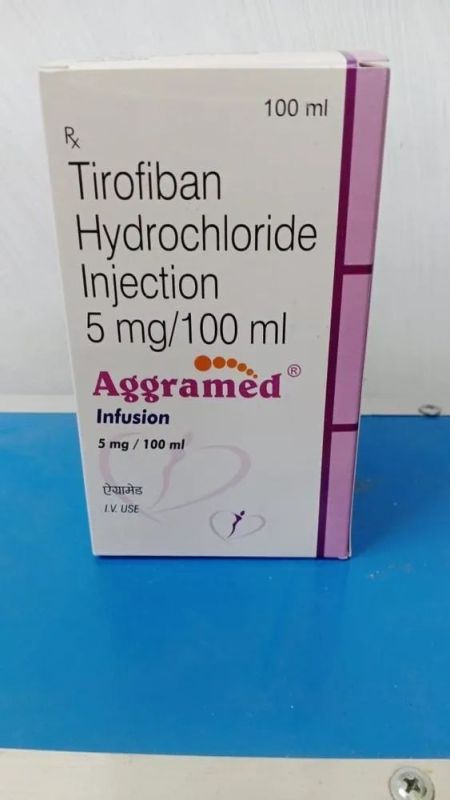 100 ml
Rx
Tirofiban
Hydrochloride
Injection
5 mg/100 ml
Aggramed®
Infusion
5 mg / 100 ml
ऐग्रामेड
I.V. USE